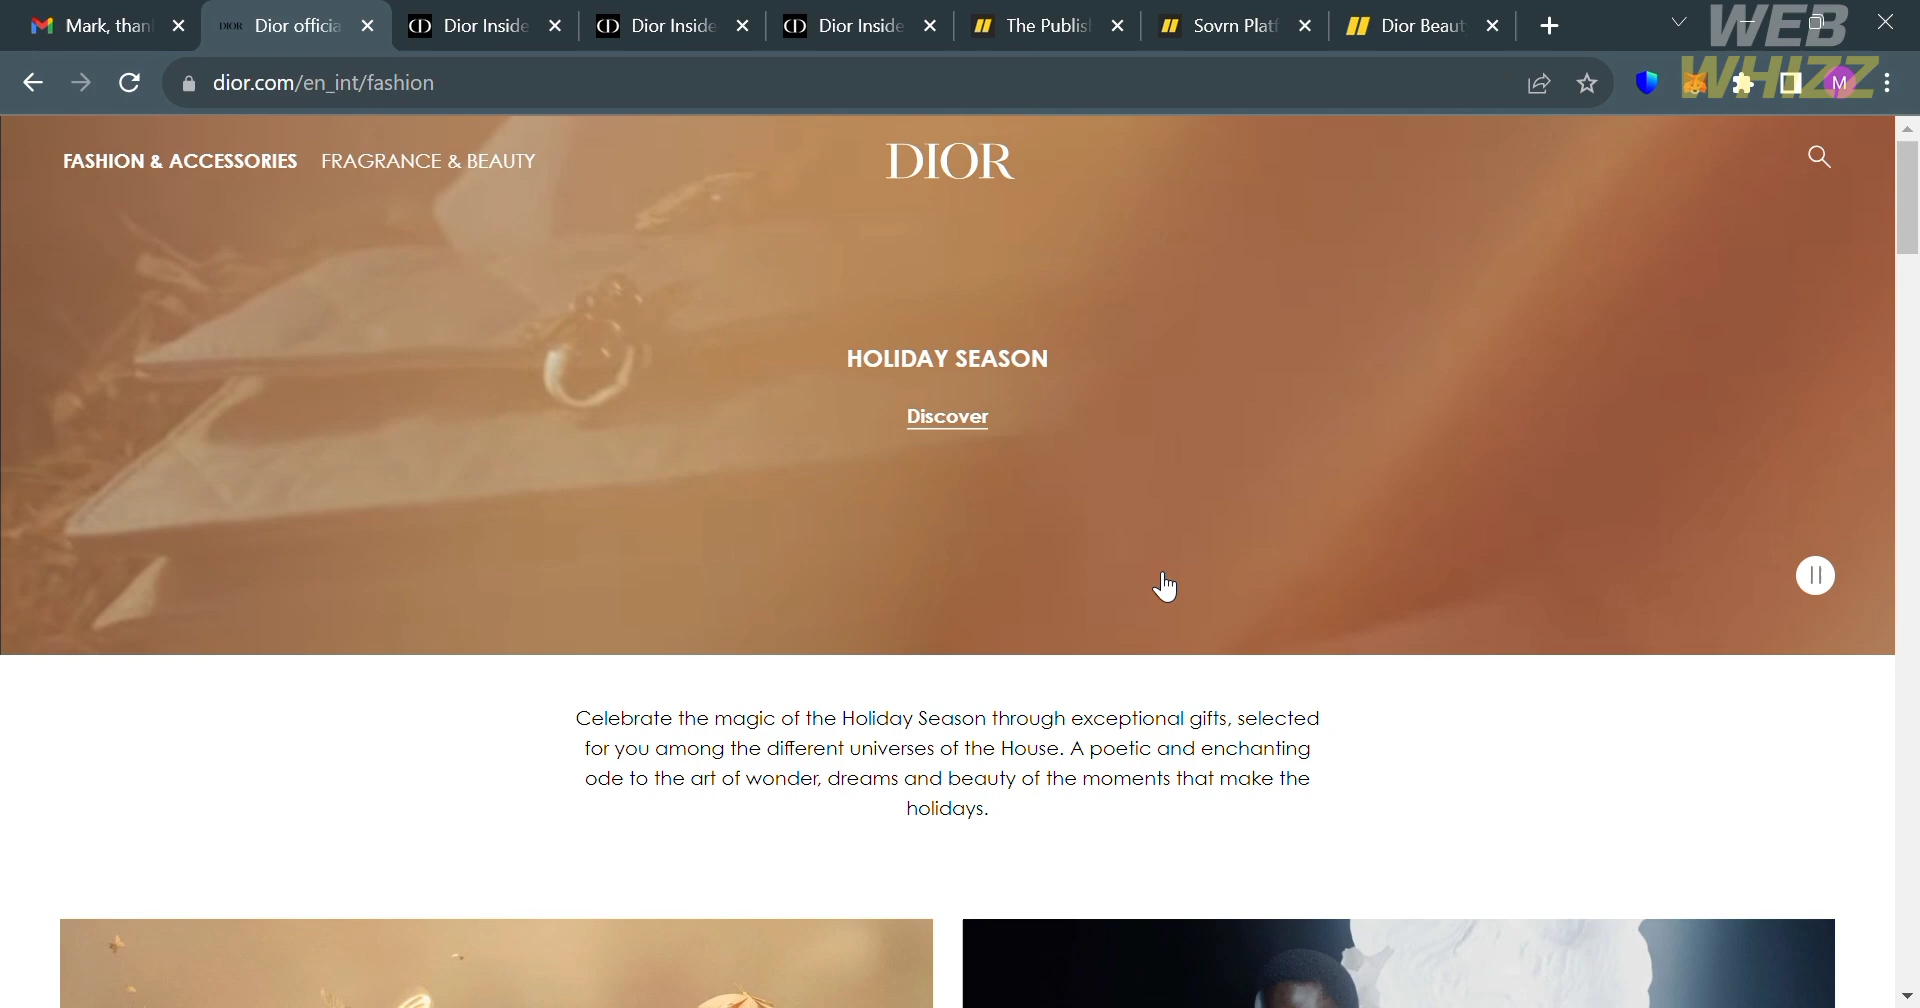 Mark, than
DIOR Dior officia
Dior Inside
Dior Inside
Dior Inside
The Publis
Sovrn Platf
Dior Beaut
WEB
WHIZZ
dior.com/en_int/fashion
M
FASHION & ACCESSORIES
FRAGRANCE & BEAUTY
DIOR
HOLIDAY SEASON
Discover
Celebrate the magic of the Holiday Season through exceptional gifts, selected
for you among the different universes of the House. A poetic and enchanting
ode to the art of wonder, dreams and beauty of the moments that make the
holidays.